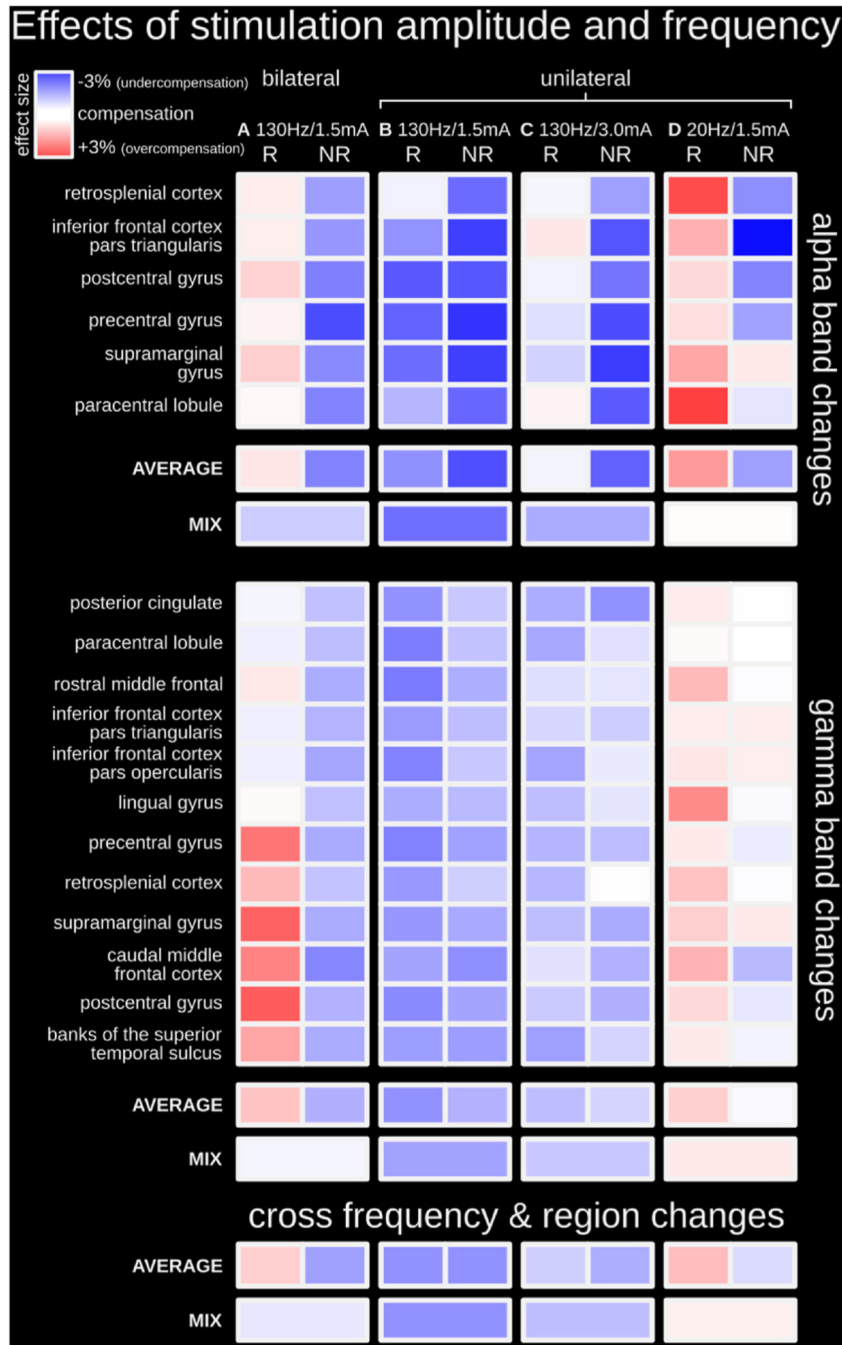 Effects of stimulation amplitude and frequency
effect size
-3% (undercompensation)
compensation
+3% (overcompensation)
bilateral
unilateral
A 130Hz/1.5mA B 130Hz/1.5mA C 130Hz/3.0mA D 20Hz/1.5mA
R NR R NR R NR R NR
alpha band changes
retrosplenial cortex
inferior frontal cortex
pars triangularis
postcentral gyrus
precentral gyrus
supramarginal
gyrus
paracentral lobule
AVERAGE
MIX
gamma band changes
posterior cingulate
paracentral lobule
rostral middle frontal
inferior frontal cortex
pars triangularis
inferior frontal cortex
pars opercularis
lingual gyrus
precentral gyrus
retrosplenial cortex
supramarginal gyrus
caudal middle
frontal cortex
postcentral gyrus
banks of the superior
temporal sulcus
AVERAGE
MIX
cross frequency & region changes
AVERAGE
MIX